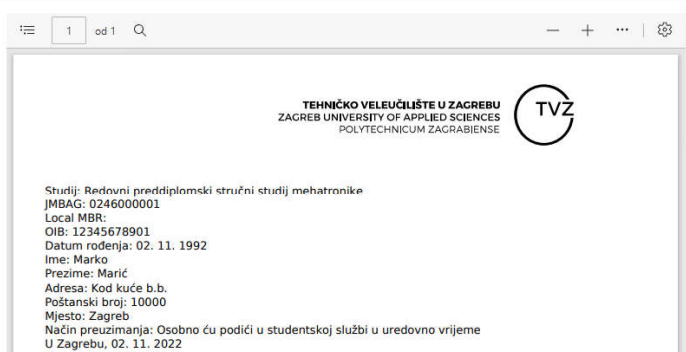 1 od 1
TEHNIČKO VELEUČILIŠTE U ZAGREBU
ZAGREB UNIVERSITY OF APPLIED SCIENCES
POLYTECHNICUM ZAGRABIENSE
TVZ
Studij: Redovni preddiplomski stručni studij mehatronike
JMBAG: 0246000001
Local MBR:
OIB: 12345678901
Datum rođenja: 02. 11. 1992
Ime: Marko
Prezime: Marić
Adresa: Kod kuće b.b.
Poštanski broj: 10000
Mjesto: Zagreb
Način preuzimanja: Osobno ću podići u studentskoj službi u uredovno vrijeme
U Zagrebu, 02. 11. 2022